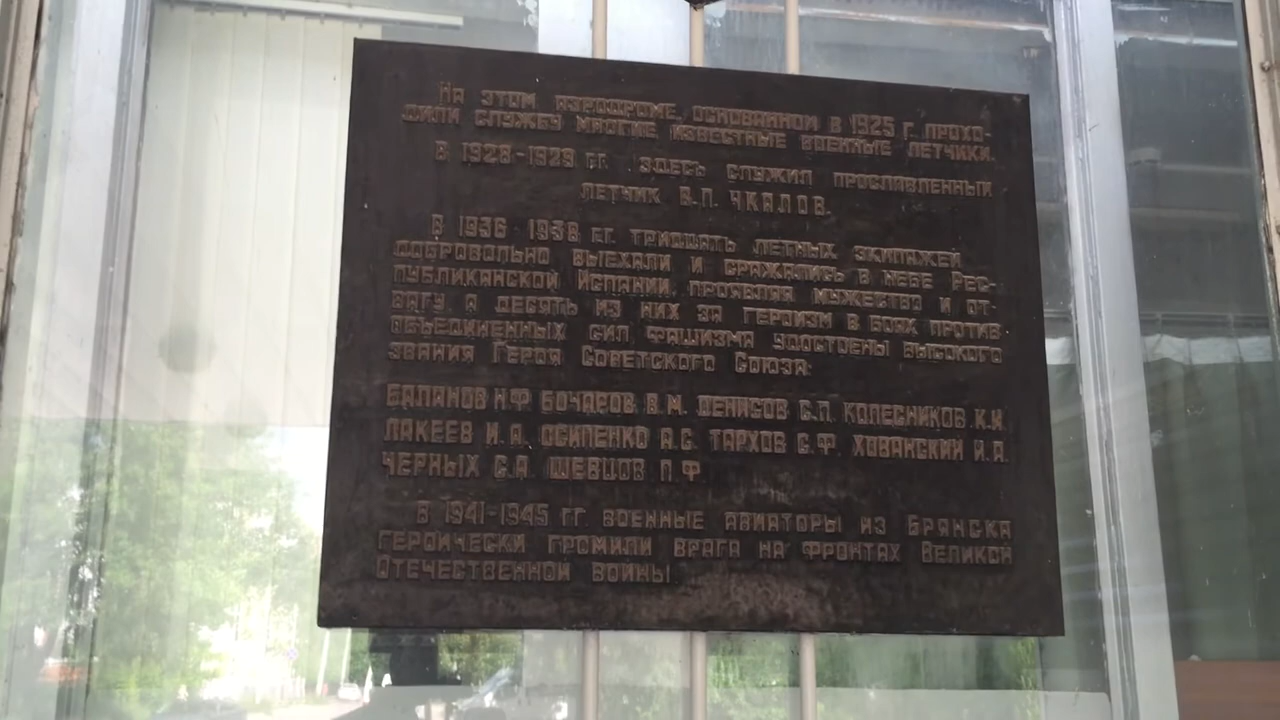 На этом аэродроме, основанном в 1925 г. прохо-
дили службу многие известные военные летчики.
В 1928-1929 гг. здесь служил прославленный
летчик В.П. Чкалов.
В 1936-1938 гг. тридцать летных экипажей
добровольно выехали и сражались в небе Рес-
публиканской Испании, проявляя мужество и от-
вагу, а девять из них за героизм в боях против
объединенных сил фашизма удостоены высокого
звания Героя Советского Союза:
Баланов Н.Ф. Бочаров В.М. Денисов С.П. Колесников К.И.
Лакеев И.А. Осипенко А.С. Тархов С.Ф. Хованский И.А.
Черных С.А. Шевцов П.Ф.
В 1941-1945 гг. военные авиаторы из Брянска
героически громили врага на фронтах Великой
Отечественной войны.